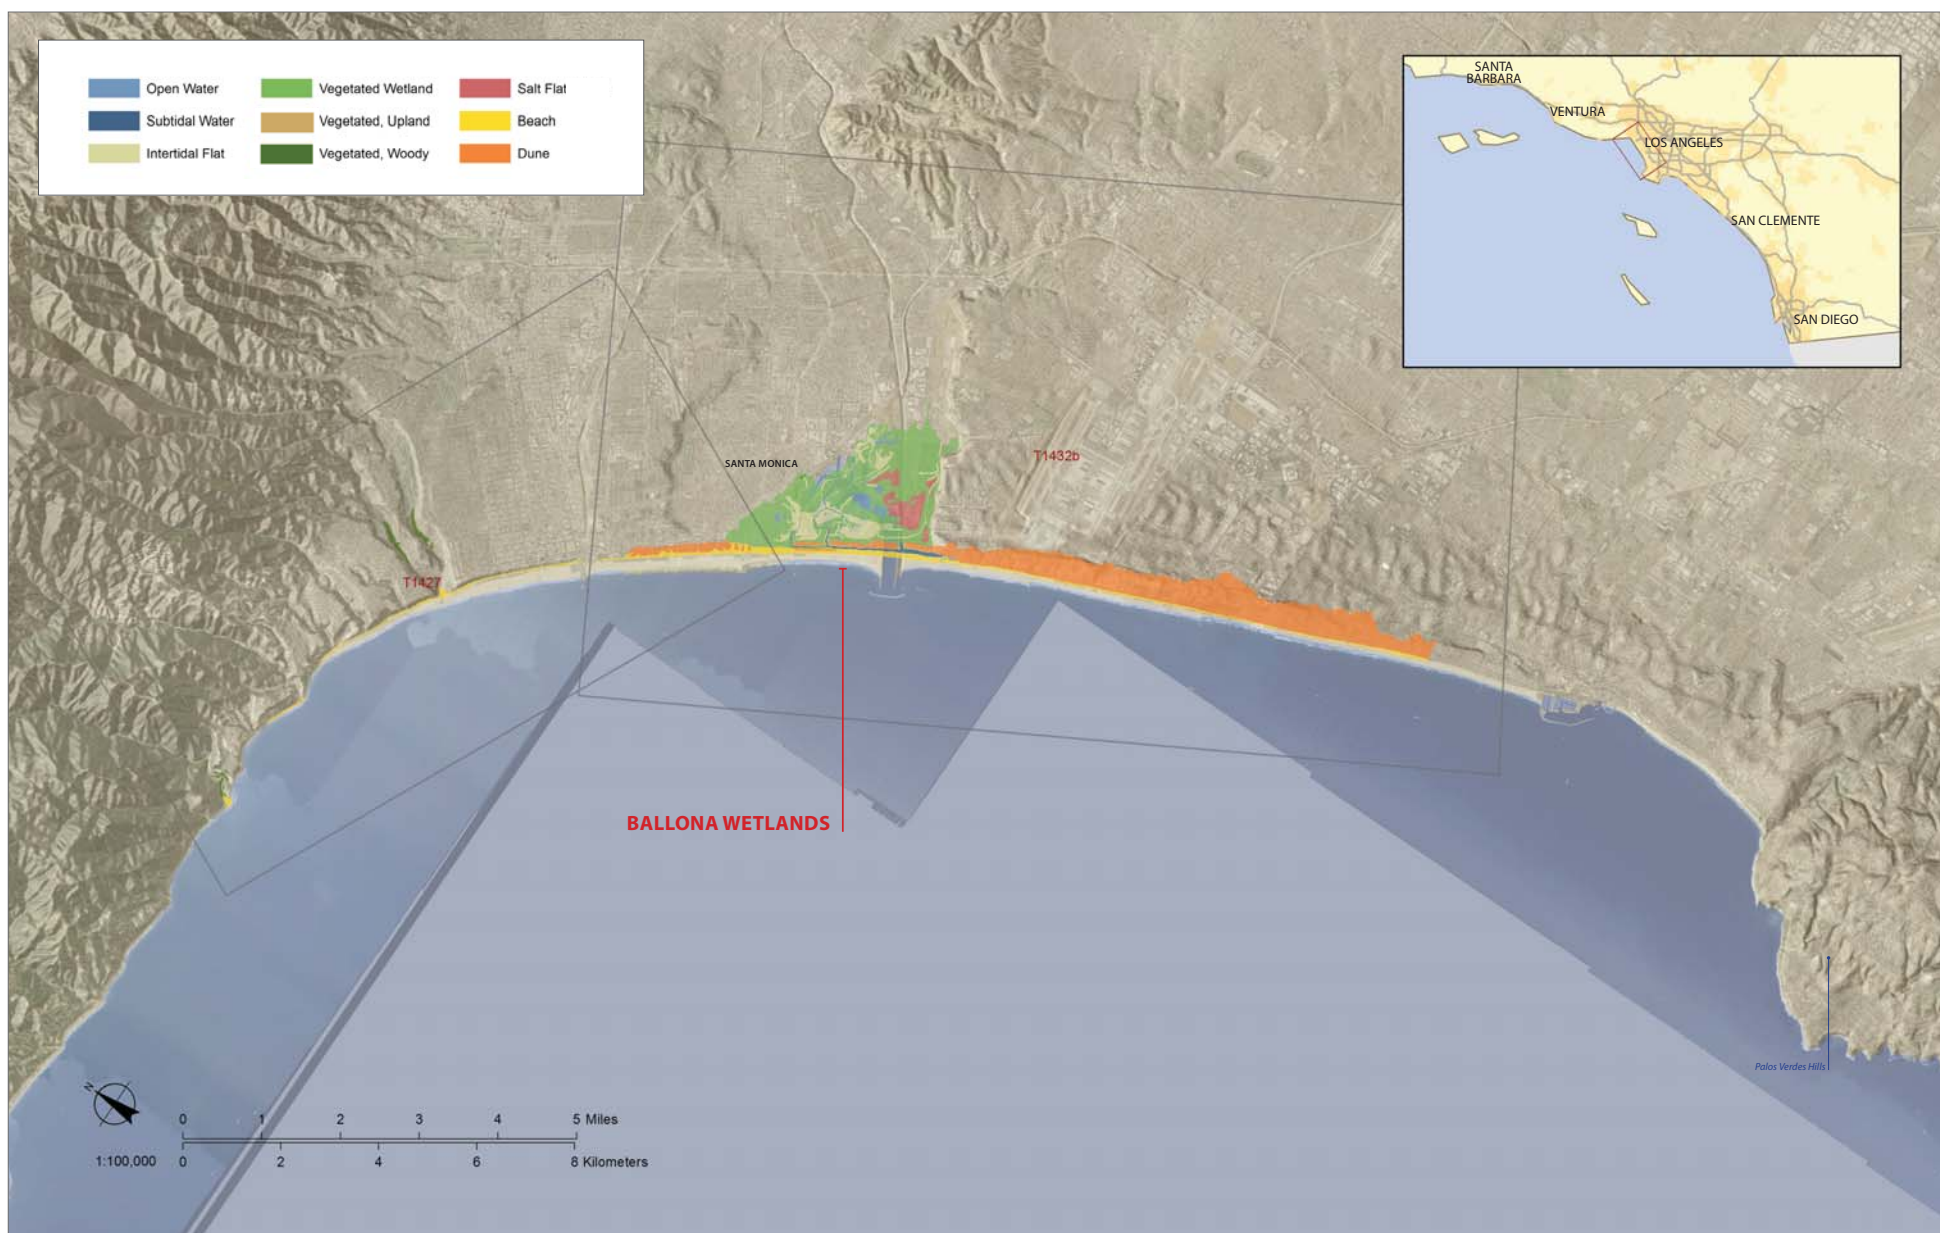 Open Water
Subtidal Water
Intertidal Flat
Vegetated Wetland
Vegetated, Upland
Vegetated, Woody
Salt Flat
Beach
Dune
SANTA
BARBARA
VENTURA
LOS ANGELES
SAN CLEMENTE
SAN DIEGO
SANTA MONICA
T1432b
T1427
BALLONA WETLANDS
Palos Verdes Hills
N
0 1 2 3 4 5 Miles
1:100,000 0 2 4 6 8 Kilometers